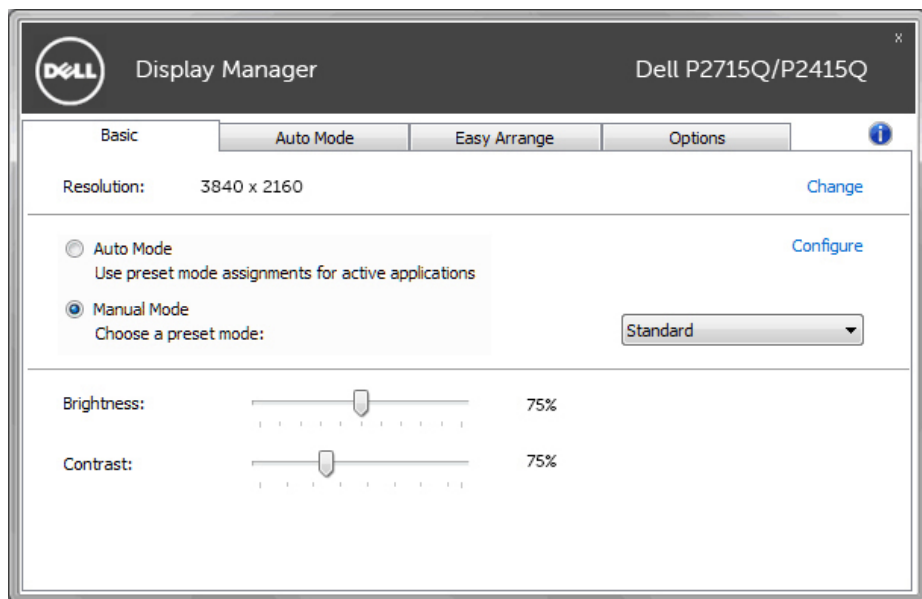 DELL Display Manager Dell P2715Q/P2415Q x
Basic Auto Mode Easy Arrange Options i
Resolution: 3840 x 2160 Change
Auto Mode Configure
Use preset mode assignments for active applications
Manual Mode
Choose a preset mode: Standard
Brightness: 75%
Contrast: 75%